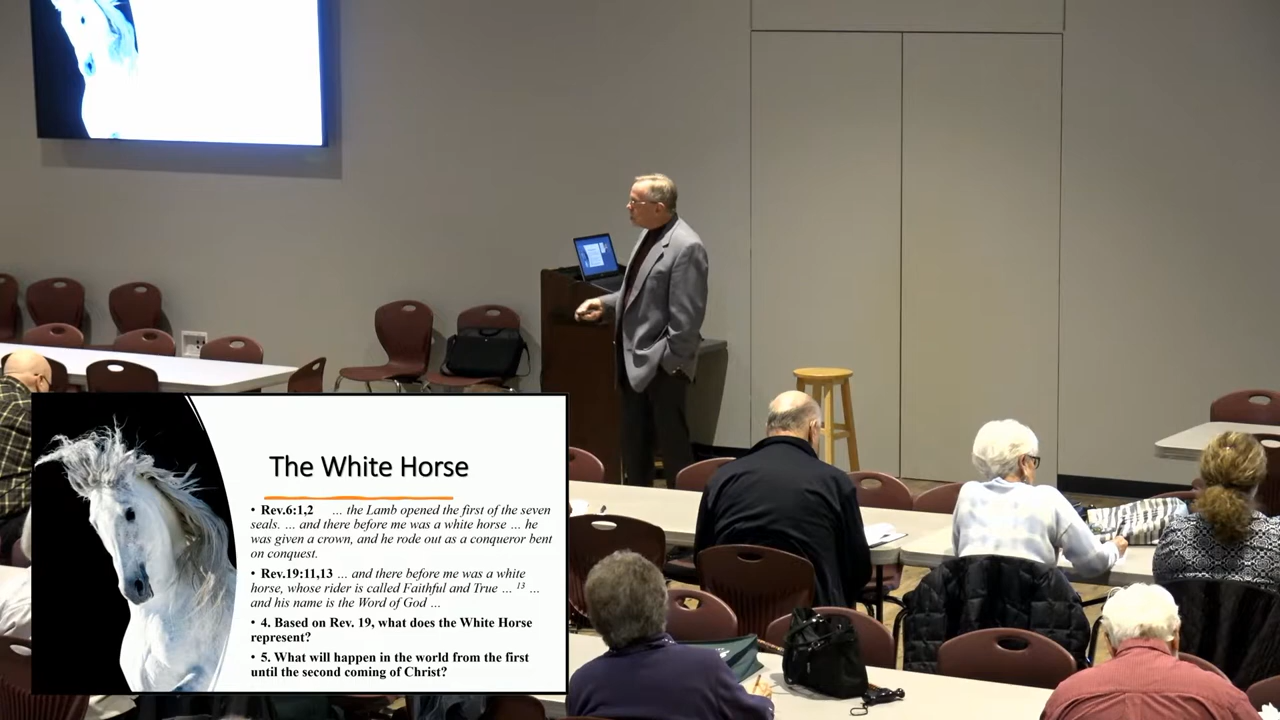 The White Horse
• Rev.6:1,2 … the Lamb opened the first of the seven
seals. … and there before me was a white horse … he
was given a crown, and he rode out as a conqueror bent
on conquest.
• Rev.19:11,13 … and there before me was a white
horse, whose rider is called Faithful and True … 13 …
and his name is the Word of God …
• 4. Based on Rev. 19, what does the White Horse
represent?
• 5. What will happen in the world from the first
until the second coming of Christ?